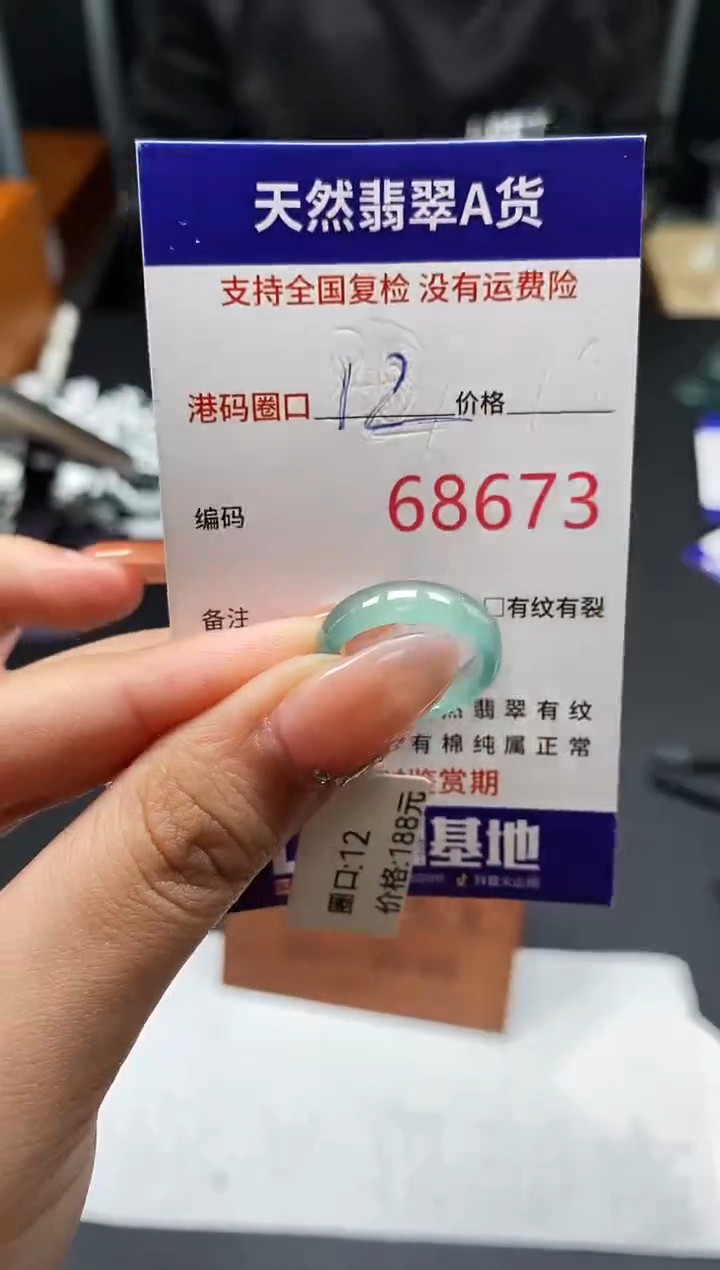 天然翡翠A货
支持全国复检 没有运费险
港码圈口 12 价格
编码 68673
备注 □有纹有裂
翡翠有纹
有棉纯属正常
鉴赏期
基地
圈口:12
价格:188元